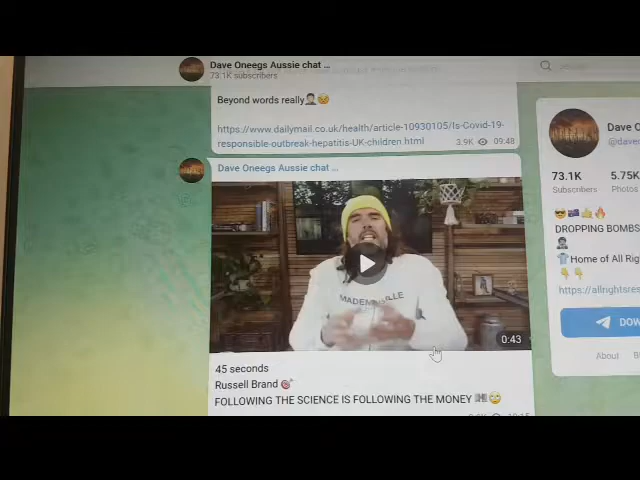 Dave Oneegs Aussie chat ...
73.1K subscribers
Beyond words really
https://www.dailymail.co.uk/health/article-10930105/Is-Covid-19-
responsible-outbreak-hepatitis-UK-children.html
3.9K 09:48
Dave Oneegs Aussie chat ...
0:43
45 seconds
Russell Brand
FOLLOWING THE SCIENCE IS FOLLOWING THE MONEY
Dave O
@dave
73.1K
5.75K
Subscribers
Photos
DROPPING BOMBS
Home of All Rig
https://allrightsres
DOW
About